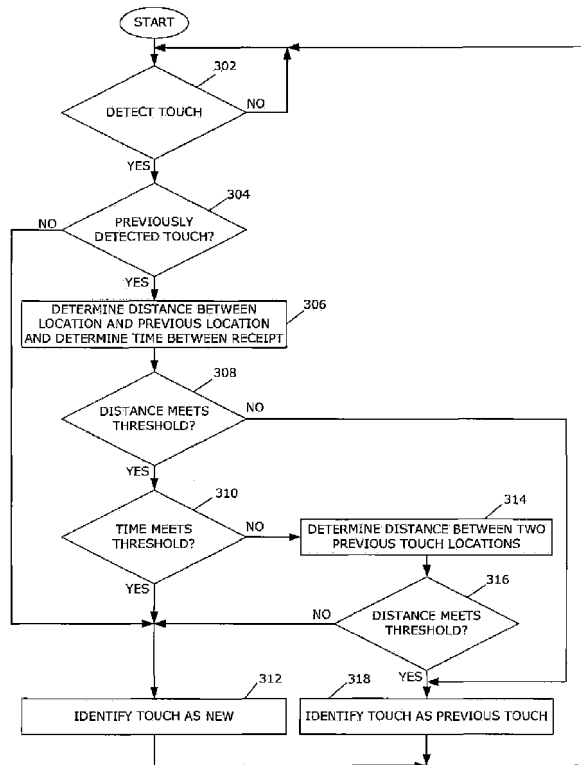 START
302
DETECT TOUCH
NO
YES
304
NO
PREVIOUSLY
DETECTED TOUCH?
YES
DETERMINE DISTANCE BETWEEN
LOCATION AND PREVIOUS LOCATION
AND DETERMINE TIME BETWEEN RECEIPT
306
308
DISTANCE MEETS
THRESHOLD?
NO
YES
310
TIME MEETS
THRESHOLD?
NO
YES
314
DETERMINE DISTANCE BETWEEN TWO
PREVIOUS TOUCH LOCATIONS
316
NO
DISTANCE MEETS
THRESHOLD?
YES
312
IDENTIFY TOUCH AS NEW
318
IDENTIFY TOUCH AS PREVIOUS TOUCH